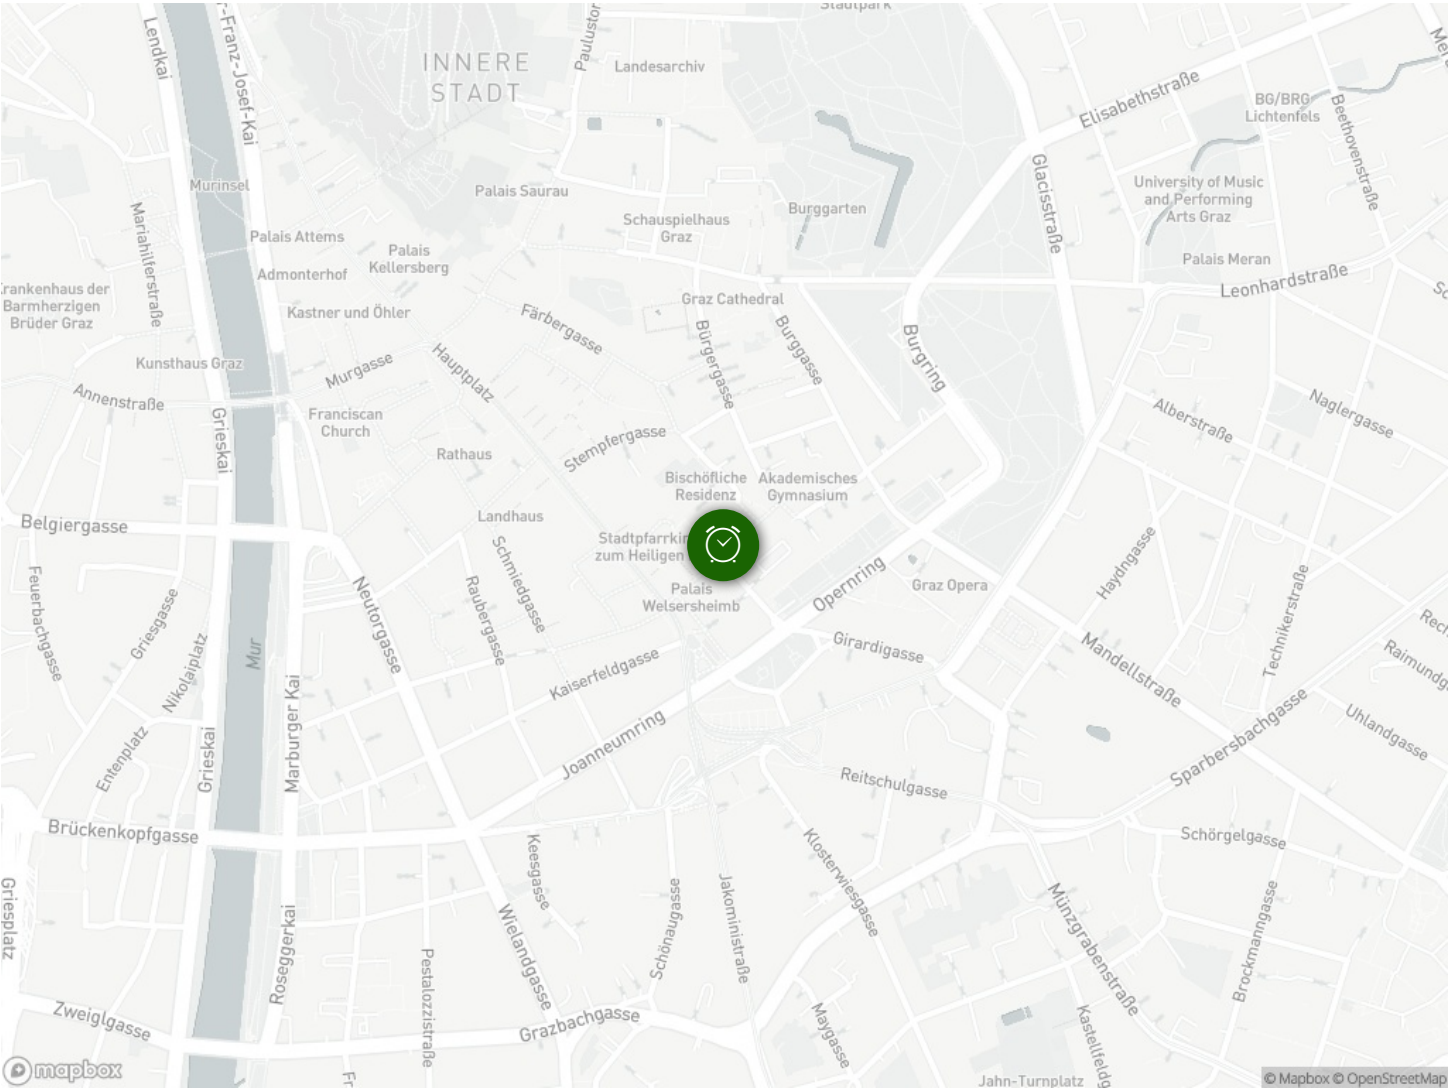 Stadtpark
Lendkai
r-Franz-Josef-Kai
INNERE
STADT
Paulustor
Landesarchiv
Elisabethstraße
BG/BRG
Lichtenfels
Beethovenstraße
Murinsel
Mariahilferstraße
Palais Saurau
Schauspielhaus
Graz
Burggarten
Glacisstraße
University of Music
and Performing
Arts Graz
Palais Attems
Palais
Kellersberg
Admonterhof
Palais Meran
Leonhardstraße
Krankenhaus der
Barmherzigen
Brüder Graz
Kastner und Öhler
Färbergasse
Graz Cathedral
Bürgergasse
Burggasse
Burgring
Kunsthaus Graz
Murgasse
Hauptplatz
Annenstraße
Grieskai
Franciscan
Church
Stempfergasse
Alberstraße
Naglergasse
Rathaus
Bischöfliche
Residenz
Akademisches
Gymnasium
Landhaus
Belgiergasse
Stadtpfarrkir
zum Heiligen
Schmiedgasse
Raubergasse
Neutorgasse
Feuerbachgasse
Griesgasse
Nikolaiplatz
Mur
Palais
Welsersheimb
Opernring
Graz Opera
Haydngasse
Technikerstraße
Girardigasse
Mandellstraße
Raimundg
Kaiserfeldgasse
Marburger Kai
Grieskai
Entenplatz
Joanneumring
Uhlandgasse
Sparbersbachgasse
Reitschulgasse
Brückenkopfgasse
Keesgasse
Klosterwiesgasse
Schörgelgasse
Griesplatz
Roseggerkai
Wielandgasse
Schönaugasse
Jakoministraße
Münzgrabenstraße
Brockmanngasse
Pestalozzistraße
Zweiglgasse
Grazbachgasse
Maygasse
Kastellfeldg
Fr
Jahn-Turnplatz
mapbox
© Mapbox © OpenStreetMap